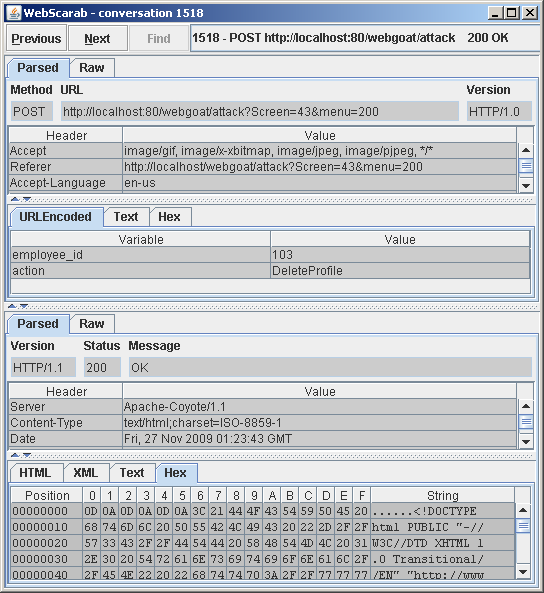 WebScarab - conversation 1518
Previous Next Find 1518 - POST http://localhost:80/webgoat/attack 200 OK
Parsed Raw
Method URL Version
POST http://localhost:80/webgoat/attack?Screen=43&menu=200 HTTP/1.0
Header Value
Accept image/gif, image/x-xbitmap, image/jpeg, image/pjpeg, */*
Referer http://localhost/webgoat/attack?Screen=43&menu=200
Accept-Language en-us
URLEncoded Text Hex
Variable Value
employee_id 103
action DeleteProfile
Parsed Raw
Version Status Message
HTTP/1.1 200 OK
Header Value
Server Apache-Coyote/1.1
Content-Type text/html;charset=ISO-8859-1
Date Fri, 27 Nov 2009 01:23:43 GMT
HTML XML Text Hex
Position 0 1 2 3 4 5 6 7 8 9 A B C D E F String
00000000 0D 0A 0D 0A 0D 0A 3C 21 44 4F 43 54 59 50 45 20 ......<!DOCTYPE
00000010 68 74 6D 6C 20 50 55 42 4C 49 43 20 22 2D 2F 2F html PUBLIC "-//
00000020 57 33 43 2F 2F 44 54 44 20 58 48 54 4D 4C 20 31 W3C//DTD XHTML 1
00000030 2E 30 20 54 72 61 6E 73 69 74 69 6F 6E 61 6C 2F .0 Transitional/
00000040 2F 45 4E 22 20 22 68 74 74 70 3A 2F 2F 77 77 77 /EN" "http://www